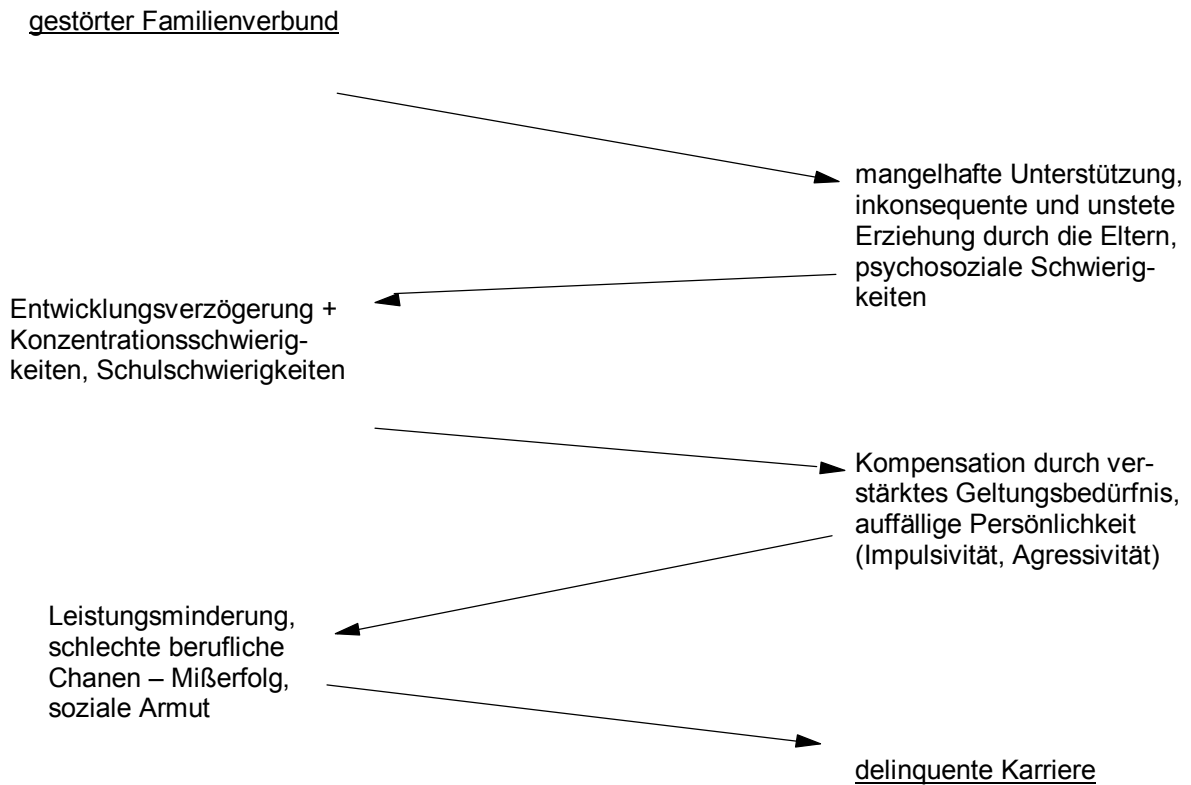 gestörter Familienverbund
mangelhafte Unterstützung,
inkonsequente und unstete
Erziehung durch die Eltern,
psychosoziale Schwierig-
keiten
Entwicklungsverzögerung +
Konzentrationsschwierig-
keiten, Schulschwierigkeiten
Kompensation durch ver-
stärktes Geltungsbedürfnis,
auffällige Persönlichkeit
(Impulsivität, Agressivität)
Leistungsminderung,
schlechte berufliche
Chanen – Mißerfolg,
soziale Armut
delinquente Karriere